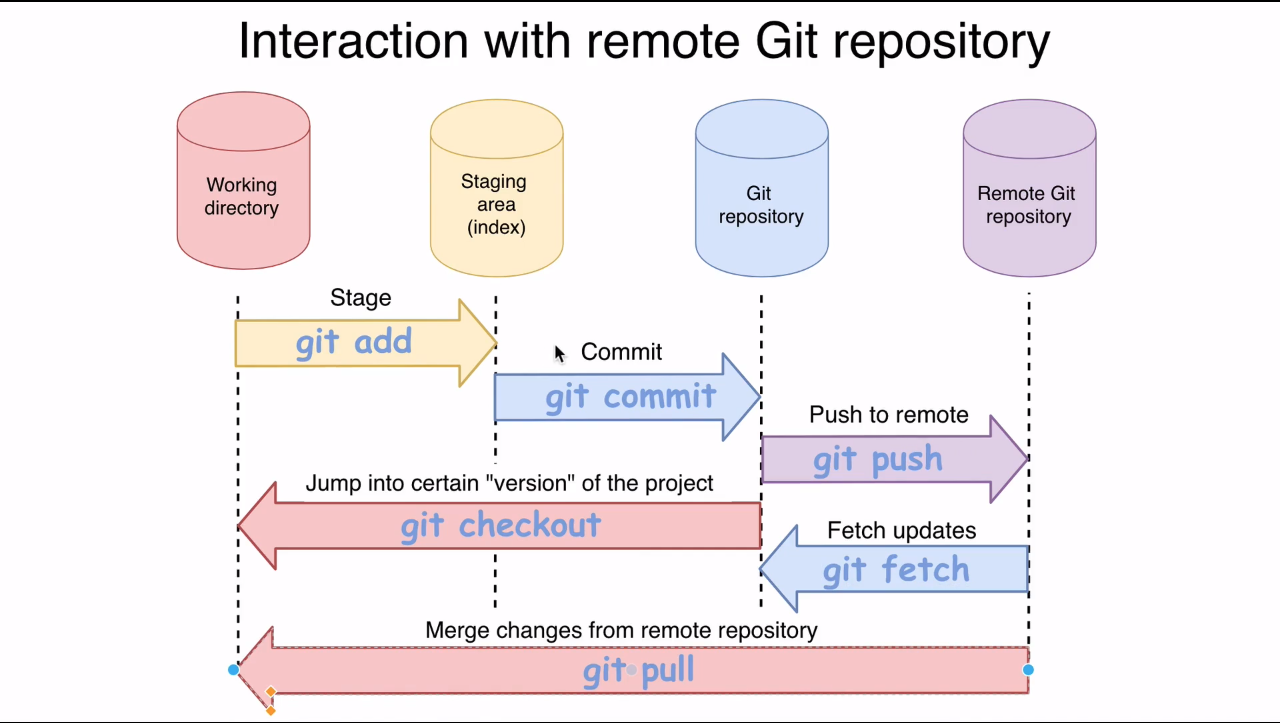 Interaction with remote Git repository
Working
directory
Staging
area
(index)
Git
repository
Remote Git
repository
Stage
git add
Commit
git commit
Push to remote
git push
Jump into certain "version" of the project
git checkout
Fetch updates
git fetch
Merge changes from remote repository
git pull